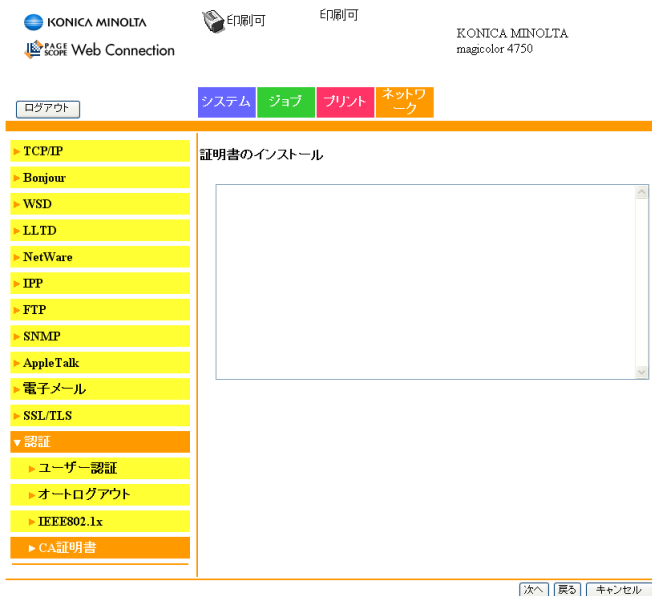 KONICA MINOLTA
印刷可
印刷可
KONICA MINOLTA
magicolor 4750
PAGE SCOPE Web Connection
ログアウト
システム
ジョブ
プリント
ネットワ
ーク
TCP/IP
Bonjour
WSD
LLTD
NetWare
IPP
FTP
SNMP
AppleTalk
電子メール
SSL/TLS
認証
ユーザー認証
オートログアウト
IEEE802.1x
CA証明書
証明書のインストール
次へ
戻る
キャンセル